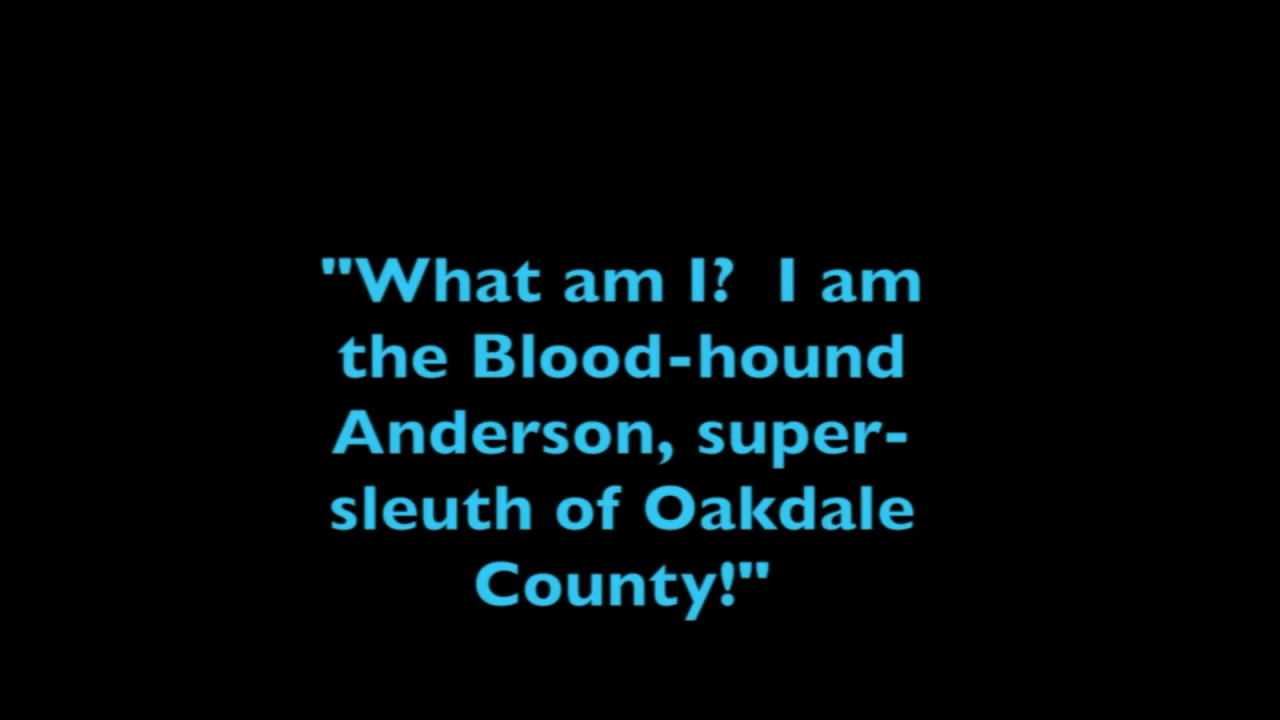 "What am I?  I am
the Blood-hound
Anderson, super-
sleuth of Oakdale
County!"